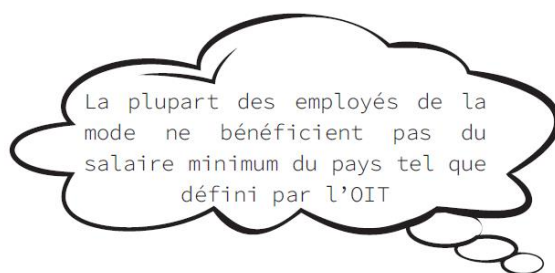 La plupart des employés de la
mode ne bénéficient pas du
salaire minimum du pays tel que
défini par l’OIT